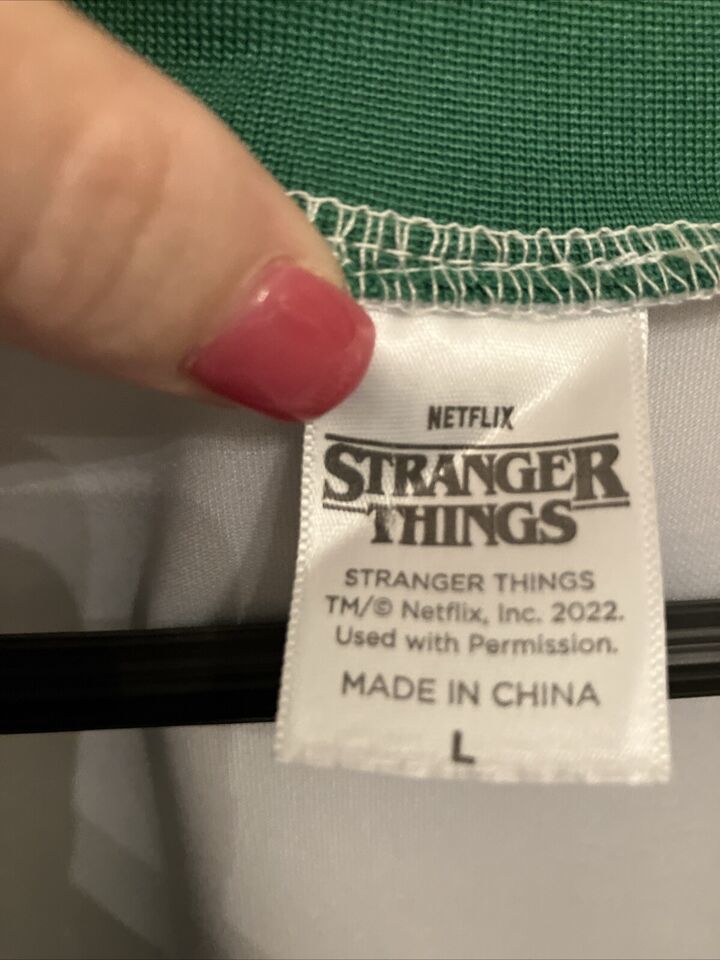 NETFLIX
STRANGER
THINGS
STRANGER THINGS
TM/© Netflix, Inc. 2022.
Used with Permission.
MADE IN CHINA
L